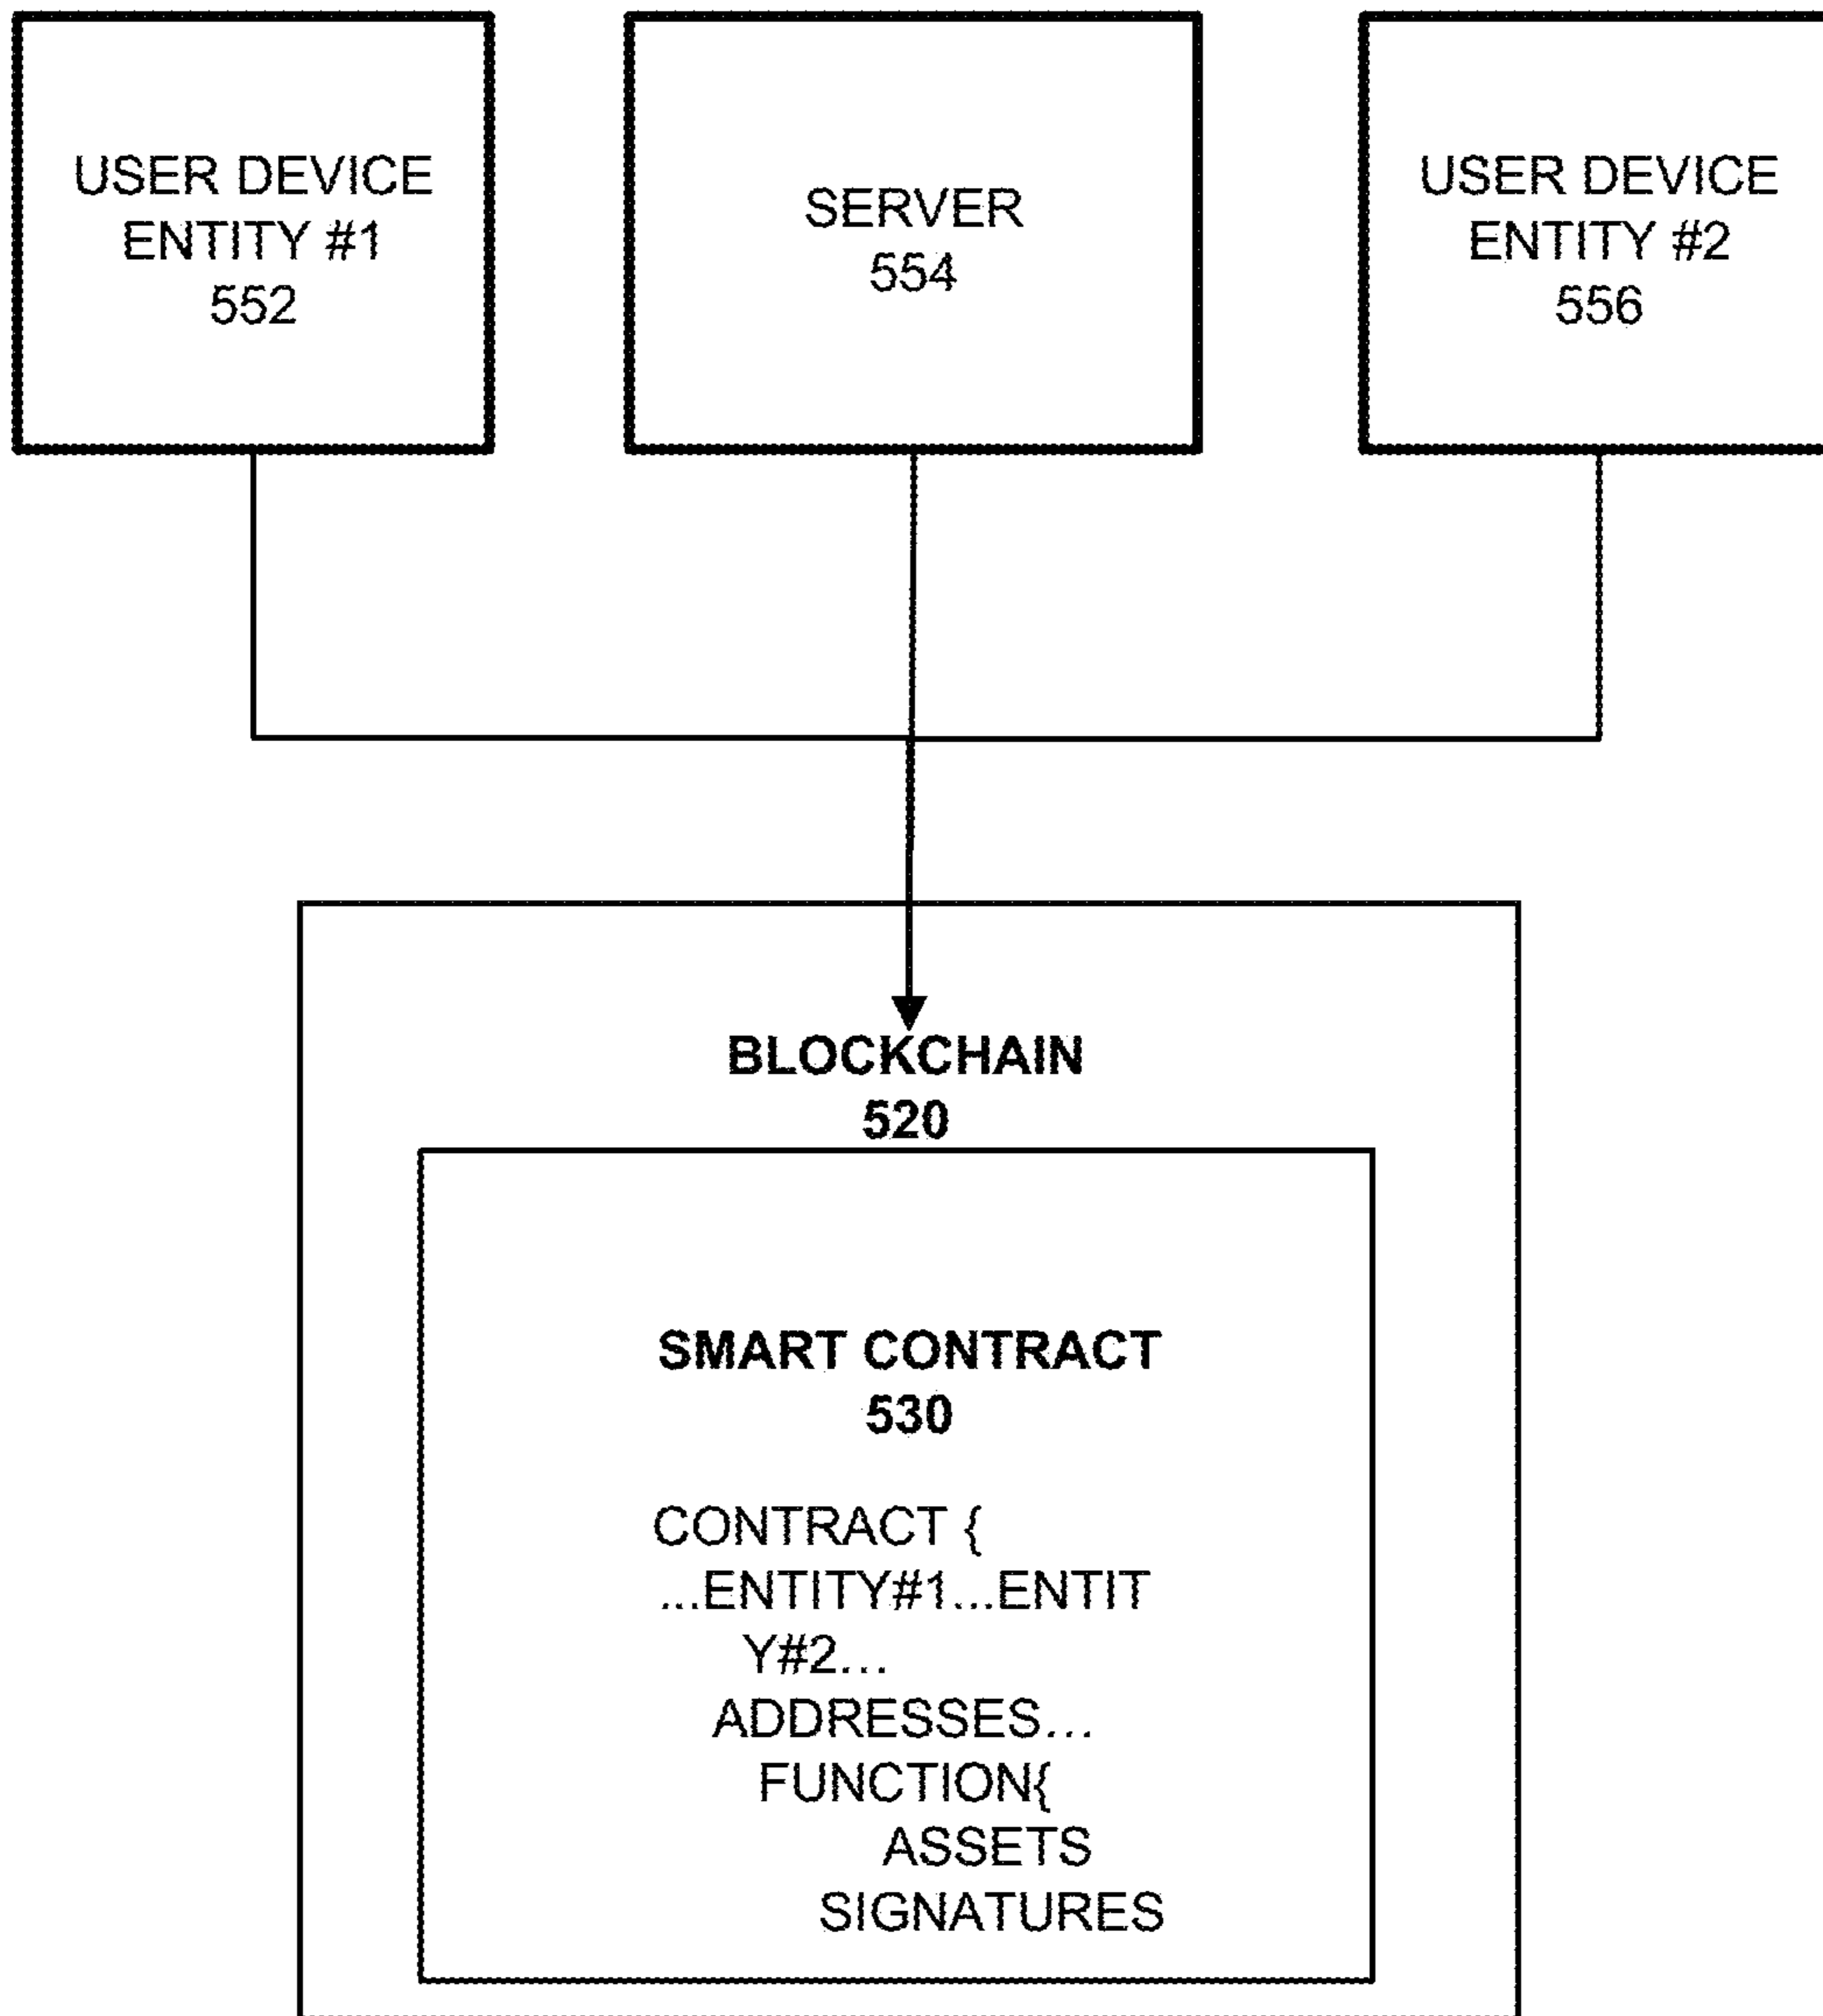 USER DEVICE
ENTITY #1
552
SERVER
554
USER DEVICE
ENTITY #2
556
BLOCKCHAIN
520
SMART CONTRACT
530
CONTRACT {
...ENTITY#1...ENTIT
Y#2...
ADDRESSES...
FUNCTION{
ASSETS
SIGNATURES